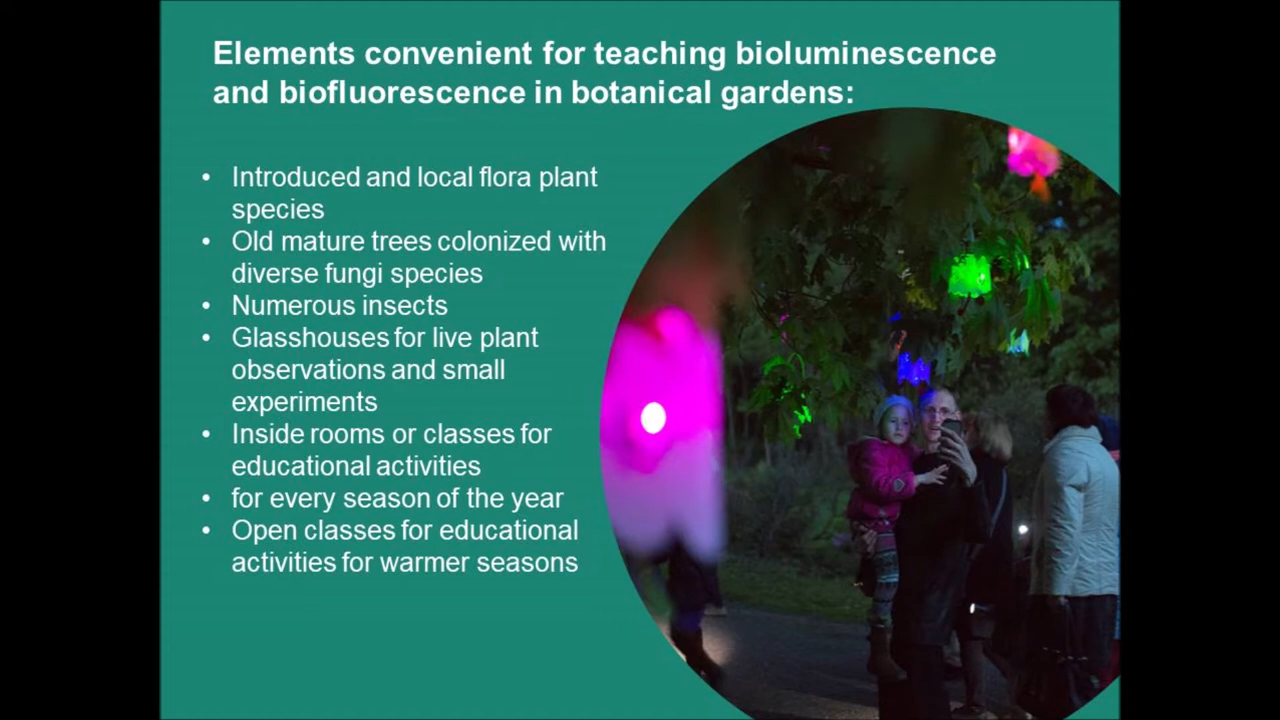 Elements convenient for teaching bioluminescence
and biofluorescence in botanical gardens:
• Introduced and local flora plant
species
• Old mature trees colonized with
diverse fungi species
• Numerous insects
• Glasshouses for live plant
observations and small
experiments
• Inside rooms or classes for
educational activities
• for every season of the year
• Open classes for educational
activities for warmer seasons